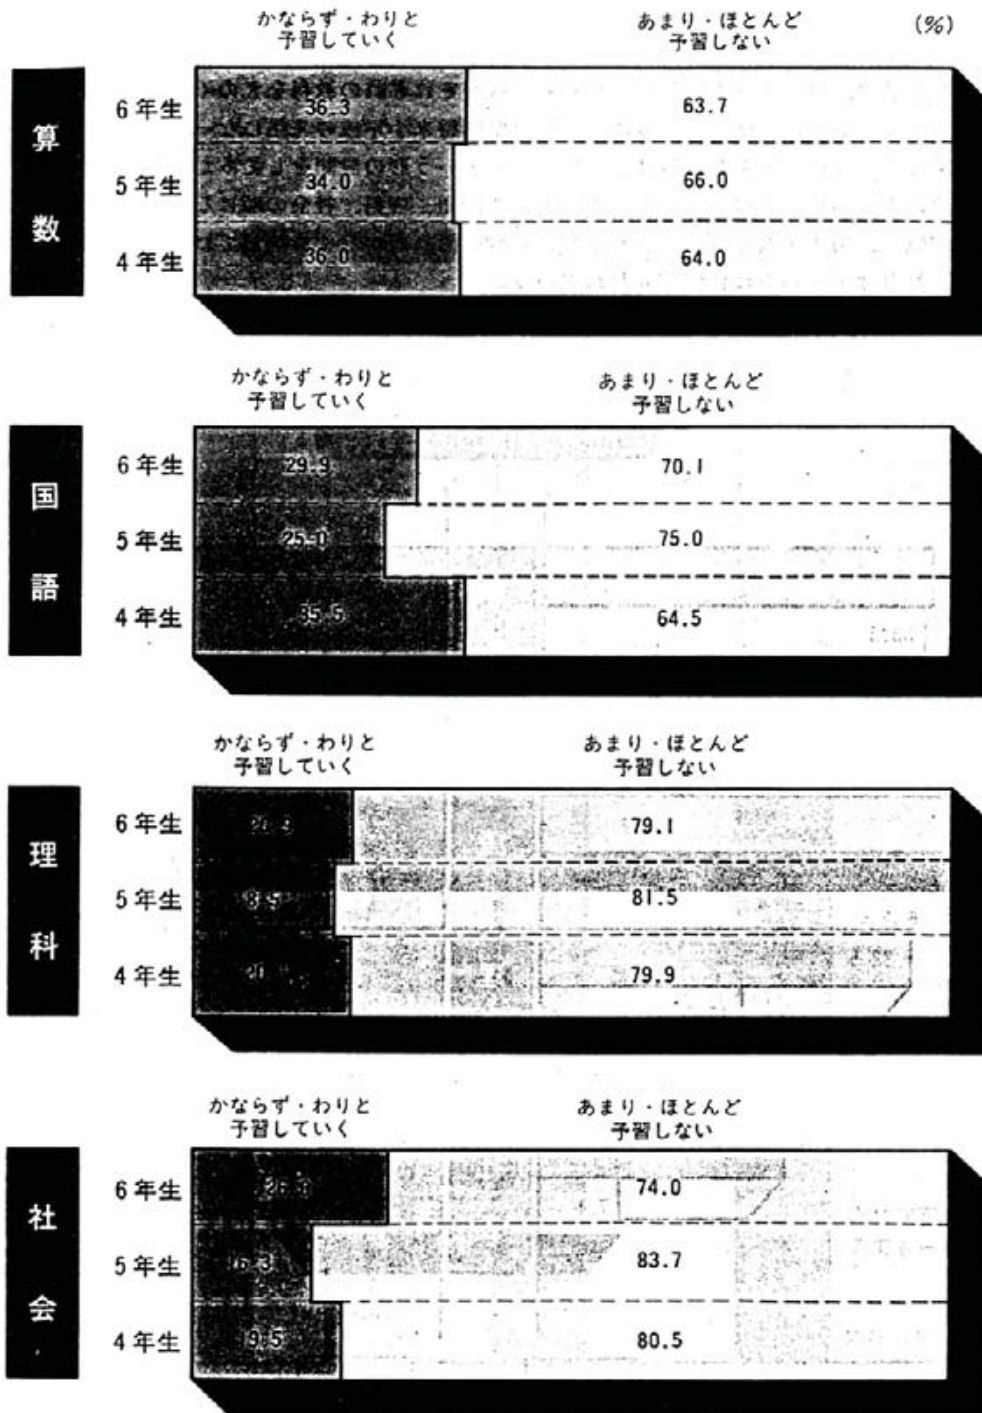 かならず・わりと
予習していく
あまり・ほとんど
予習しない
(%)
算数
6年生 36.3 63.7
5年生 34.0 66.0
4年生 36.0 64.0
かならず・わりと
予習していく
あまり・ほとんど
予習しない
国語
6年生 29.9 70.1
5年生 25.0 75.0
4年生 35.5 64.5
かならず・わりと
予習していく
あまり・ほとんど
予習しない
理科
6年生 20.9 79.1
5年生 8.5 81.5
4年生 79.9
かならず・わりと
予習していく
あまり・ほとんど
予習しない
社会
6年生 74.0
5年生 83.7
4年生 9.5 80.5